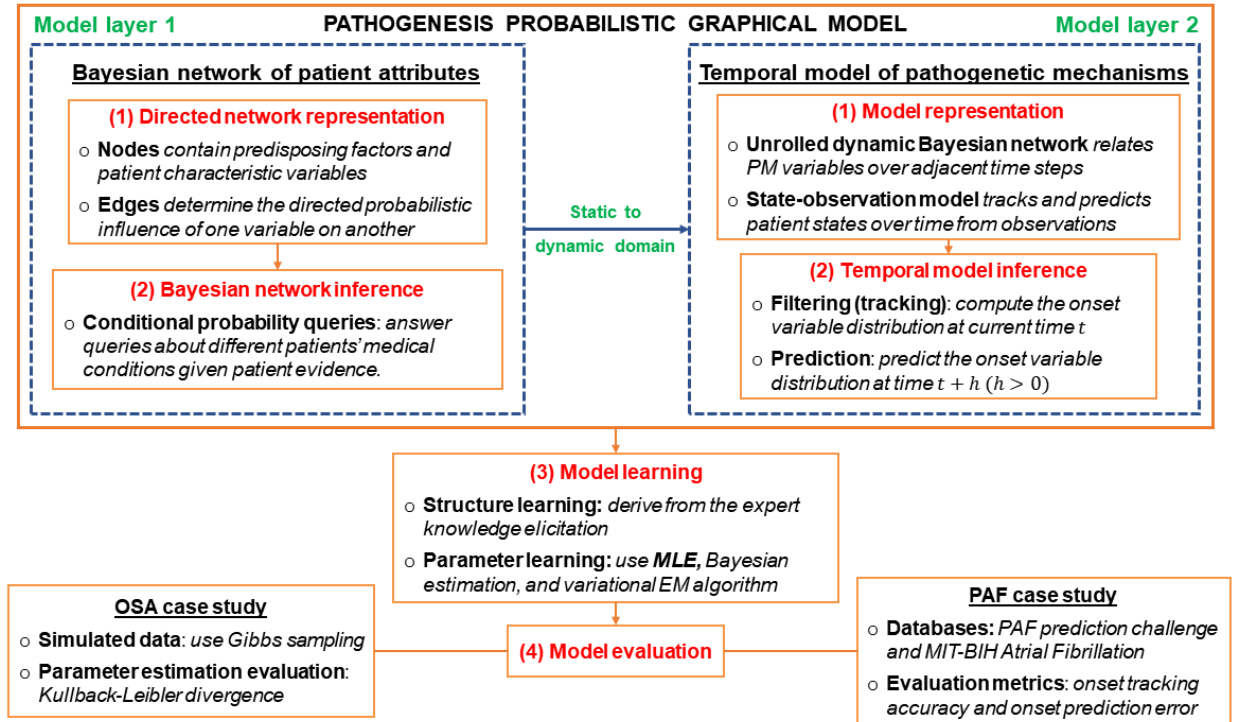 PATHOGENESIS PROBABILISTIC GRAPHICAL MODEL
Model layer 1
Bayesian network of patient attributes
(1) Directed network representation
o Nodes contain predisposing factors and
patient characteristic variables
o Edges determine the directed probabilistic
influence of one variable on another
(2) Bayesian network inference
o Conditional probability queries: answer
queries about different patients' medical
conditions given patient evidence.
Static to
dynamic domain
Model layer 2
Temporal model of pathogenetic mechanisms
(1) Model representation
o Unrolled dynamic Bayesian network relates
PM variables over adjacent time steps
o State-observation model tracks and predicts
patient states over time from observations
(2) Temporal model inference
o Filtering (tracking): compute the onset
variable distribution at current time t
o Prediction: predict the onset variable
distribution at time t + h (h > 0)
(3) Model learning
o Structure learning: derive from the expert
knowledge elicitation
o Parameter learning: use MLE, Bayesian
estimation, and variational EM algorithm
OSA case study
o Simulated data: use Gibbs sampling
o Parameter estimation evaluation:
Kullback-Leibler divergence
(4) Model evaluation
PAF case study
o Databases: PAF prediction challenge
and MIT-BIH Atrial Fibrillation
o Evaluation metrics: onset tracking
accuracy and onset prediction error